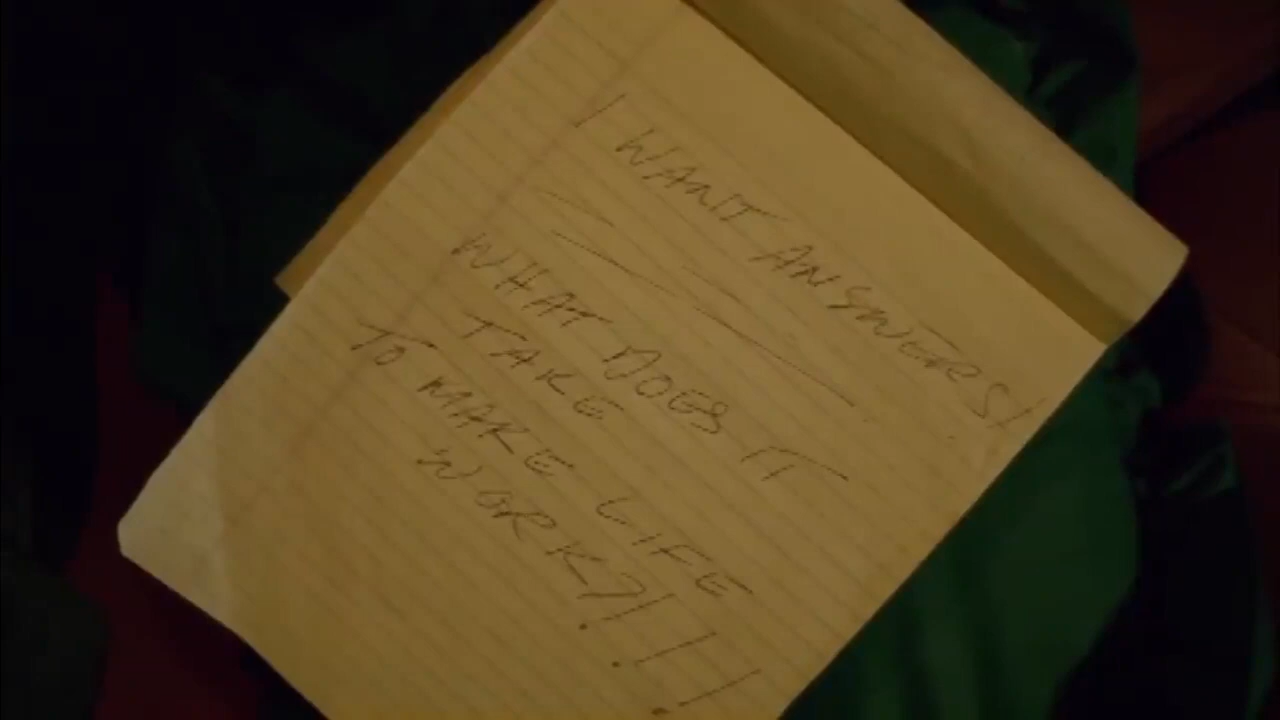 I WANT ANSWERS!
WHAT DOES IT
TAKE
TO MAKE LIFE
WORK?!!!